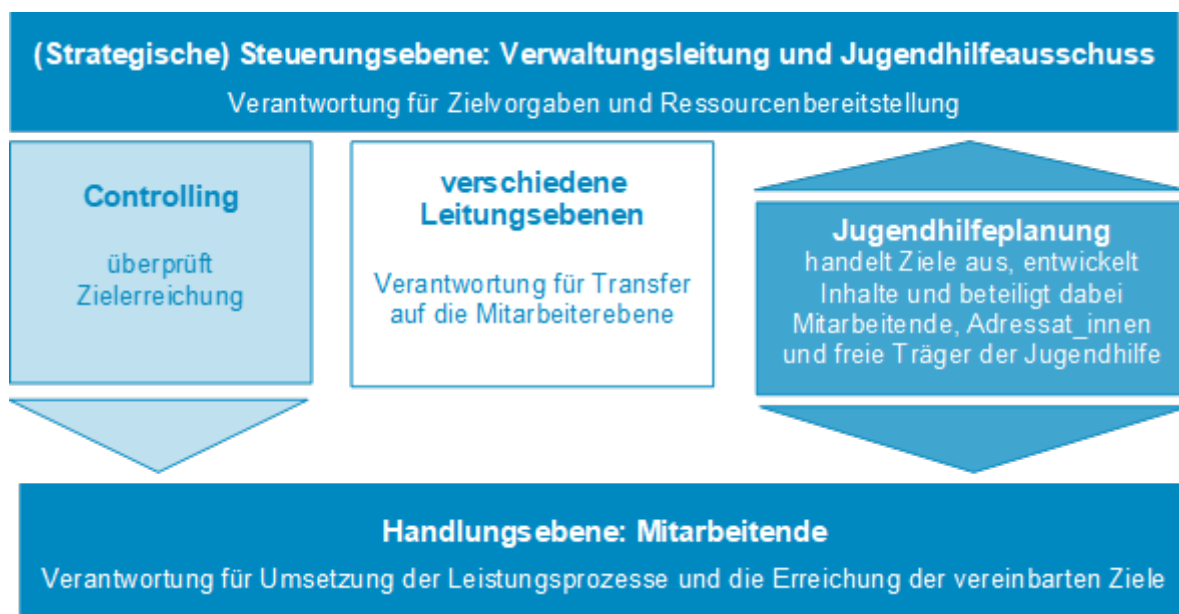 (Strategische) Steuerungsebene: Verwaltungsleitung und Jugendhilfeausschuss
Verantwortung für Zielvorgaben und Ressourcenbereitstellung
Controlling
überprüft
Zielerreichung
verschiedene
Leitungsebenen
Verantwortung für Transfer
auf die Mitarbeiterebene
Jugendhilfeplanung
handelt Ziele aus, entwickelt
Inhalte und beteiligt dabei
Mitarbeitende, Adressat_innen
und freie Träger der Jugendhilfe
Handlungsebene: Mitarbeitende
Verantwortung für Umsetzung der Leistungsprozesse und die Erreichung der vereinbarten Ziele